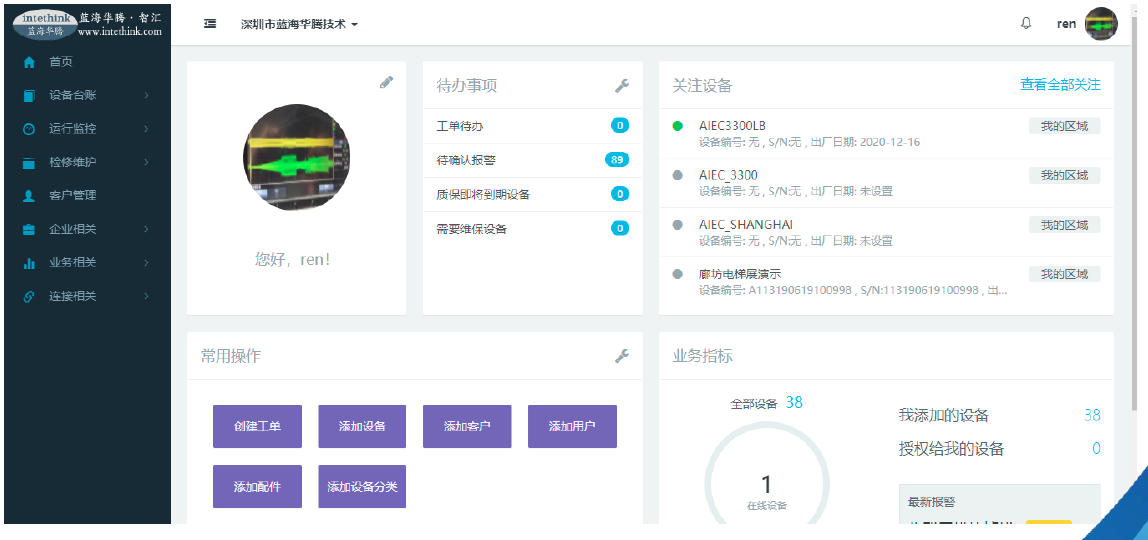 intethink 蓝海华腾·智汇
蓝海华腾 www.intethink.com
深圳市蓝海华腾技术
ren
首页
设备台账
运行监控
检修维护
客户管理
企业相关
业务相关
连接相关
您好，ren！
待办事项
工单待办 0
待确认报警 89
质保即将到期设备 0
需要维保设备 0
关注设备 查看全部关注
AIEC3300LB 我的区域
设备编号: 无 , S/N:无 , 出厂日期: 2020-12-16
AIEC_3300 我的区域
设备编号: 无 , S/N:无 , 出厂日期: 未设置
AIEC_SHANGHAI 我的区域
设备编号: 无 , S/N:无 , 出厂日期: 未设置
廊坊电梯展演示 我的区域
设备编号: A113190619100998 , S/N:113190619100998 , 出...
常用操作
创建工单 添加设备 添加客户 添加用户
添加配件 添加设备分类
业务指标
全部设备 38
1
在线设备
我添加的设备 38
授权给我的设备 0
最新报警